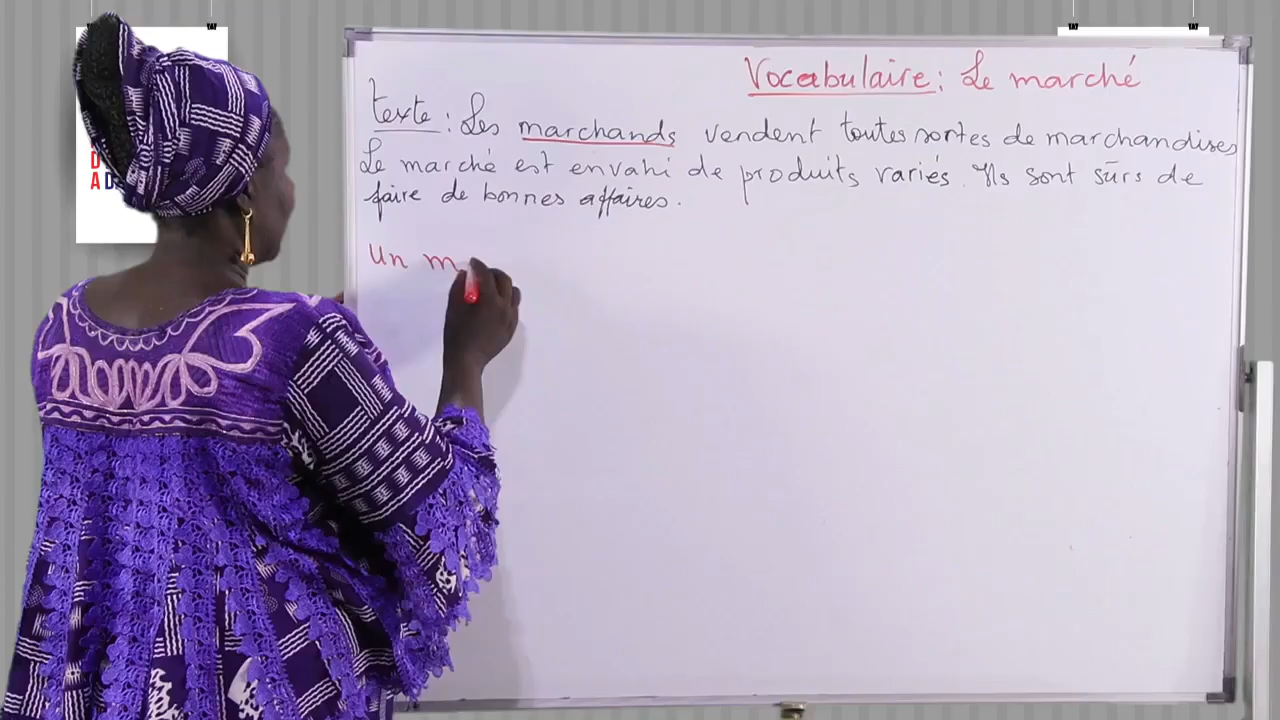 Vocabulaire : Le marché
Texte : Les marchands vendent toutes sortes de marchandises
Le marché est envahi de produits variés. Ils sont sûrs de
faire de bonnes affaires.
Un m
D
A D